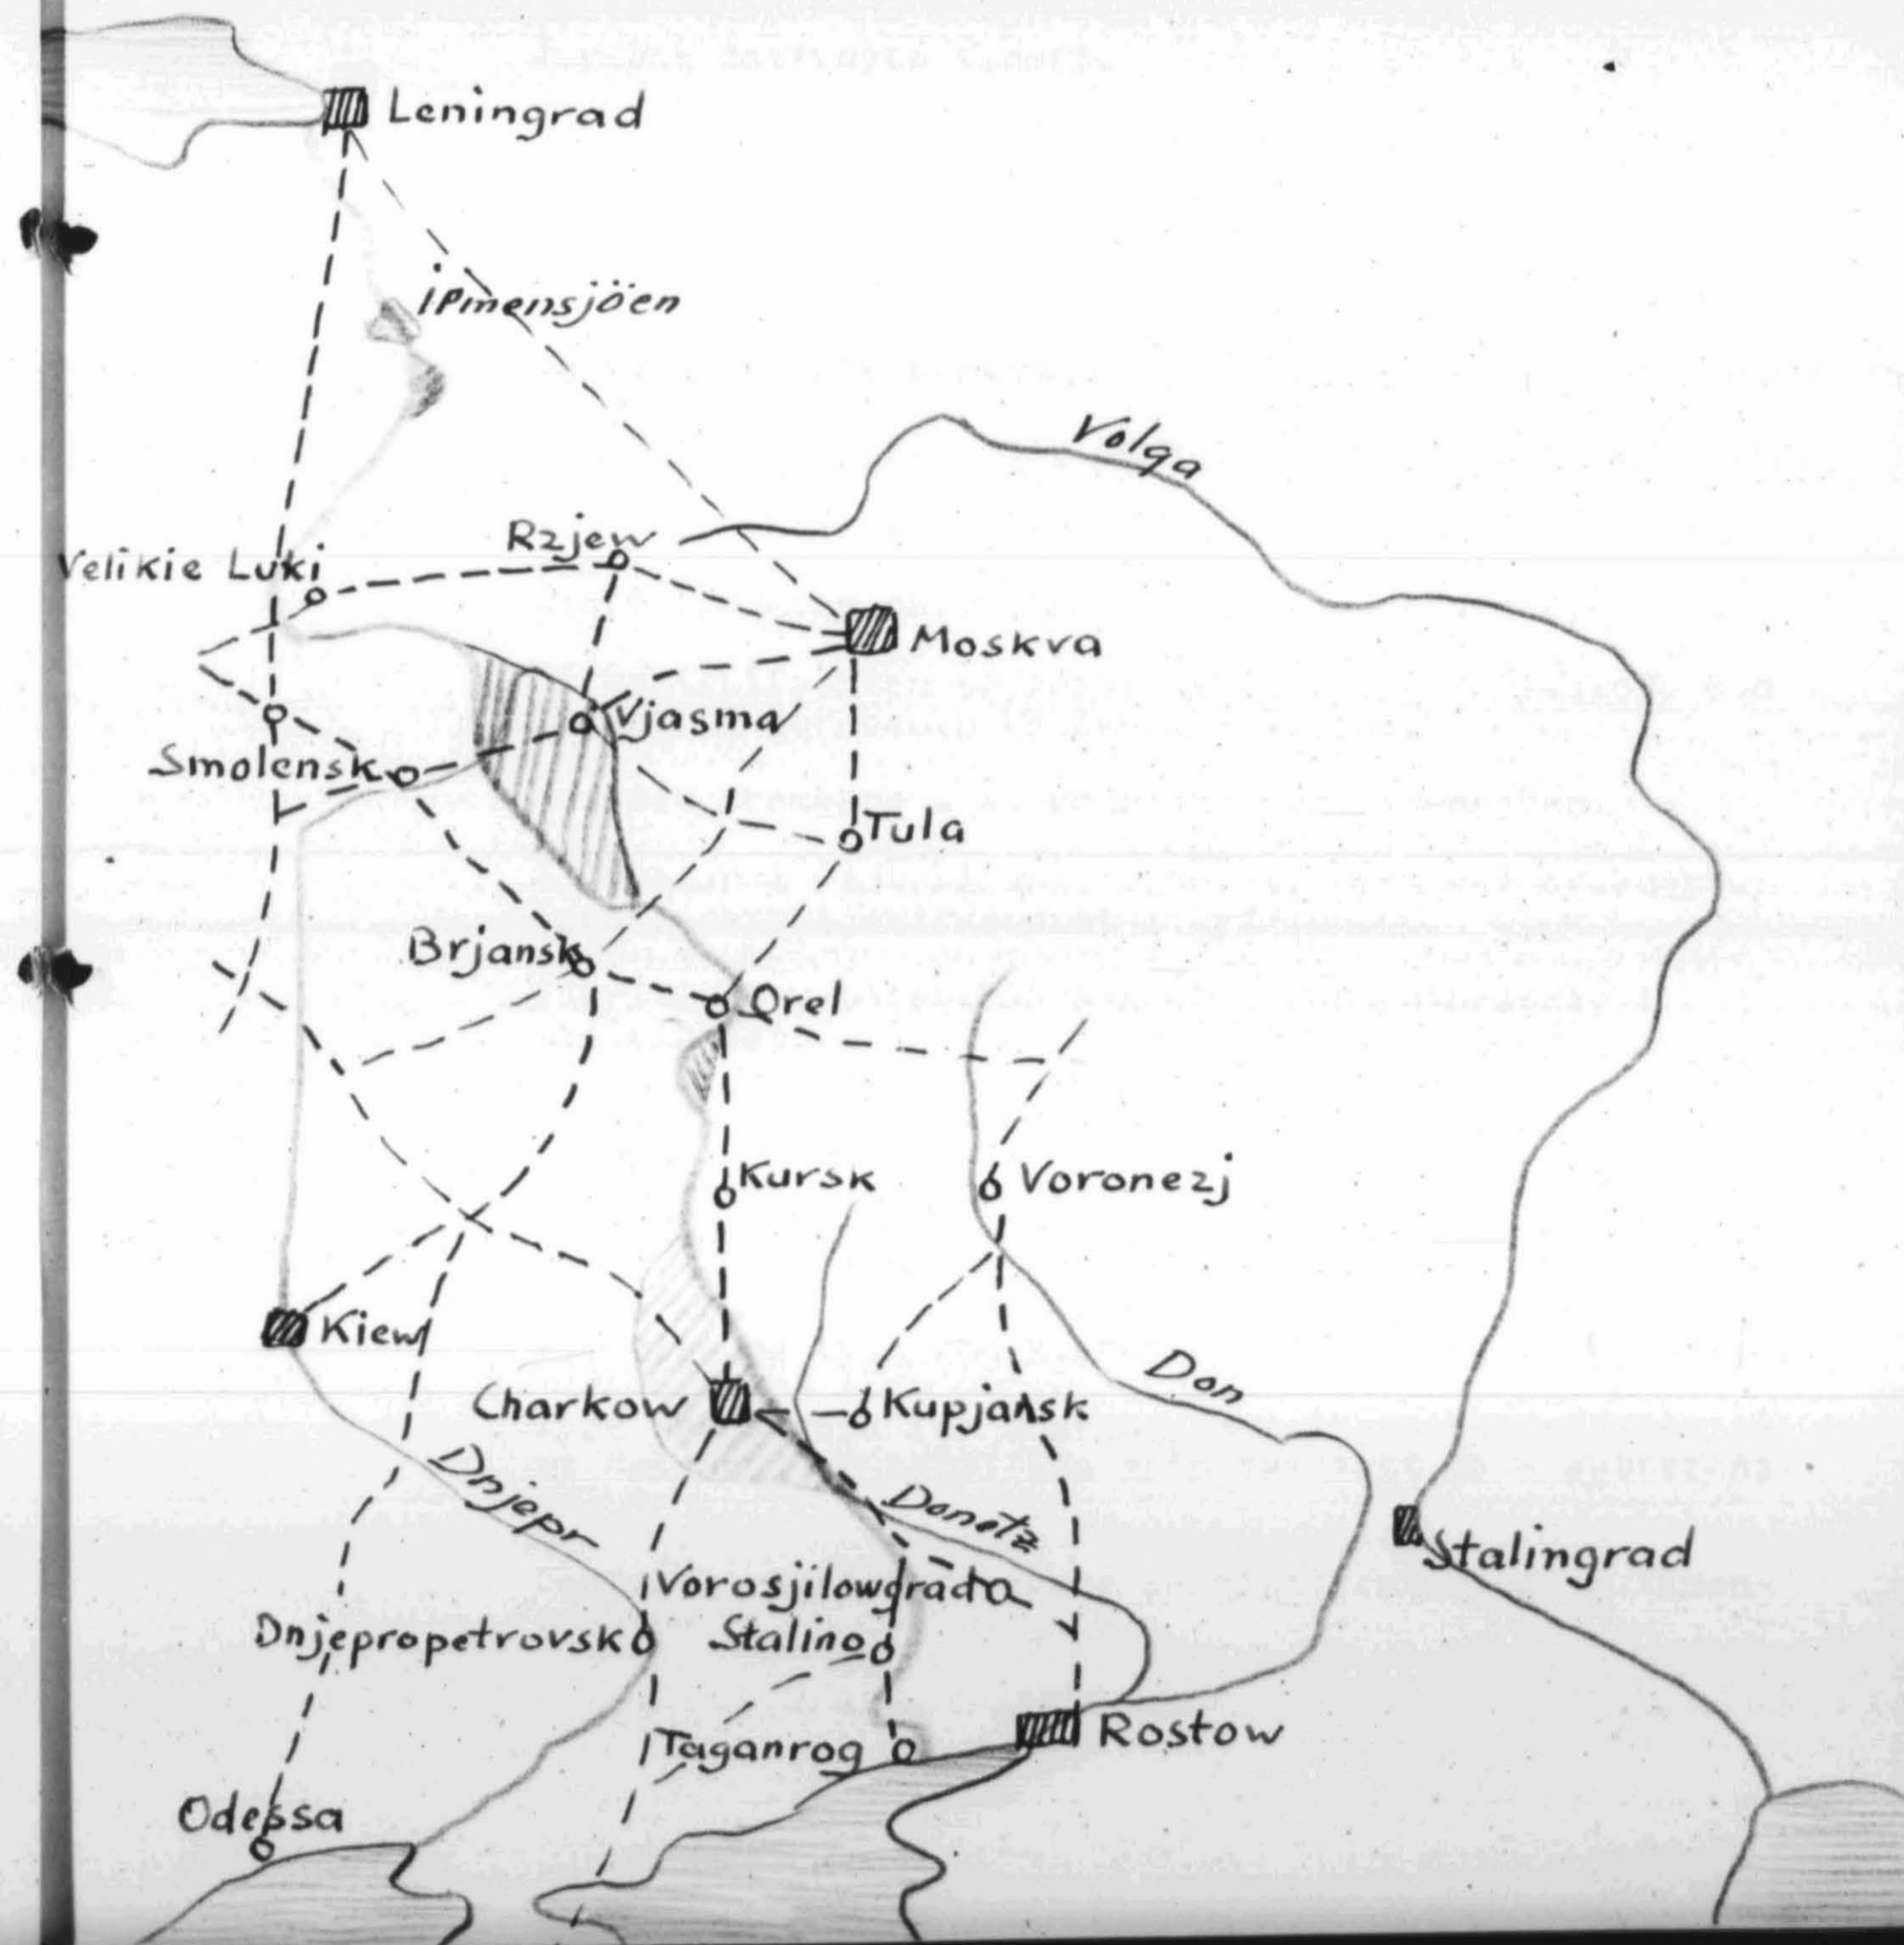 Leningrad
Ilmensjöen
Volga
Rzjew
Velikie Luki
Moskva
Vjasma
Smolensk
Tula
Brjansk
Orel
Kursk
Voronezj
Kiew
Don
Charkow
Kupjansk
Dnjepr
Donetz
Stalingrad
Vorosjilowgrad
Dnjepropetrovsk
Stalino
Taganrog
Rostow
Odessa